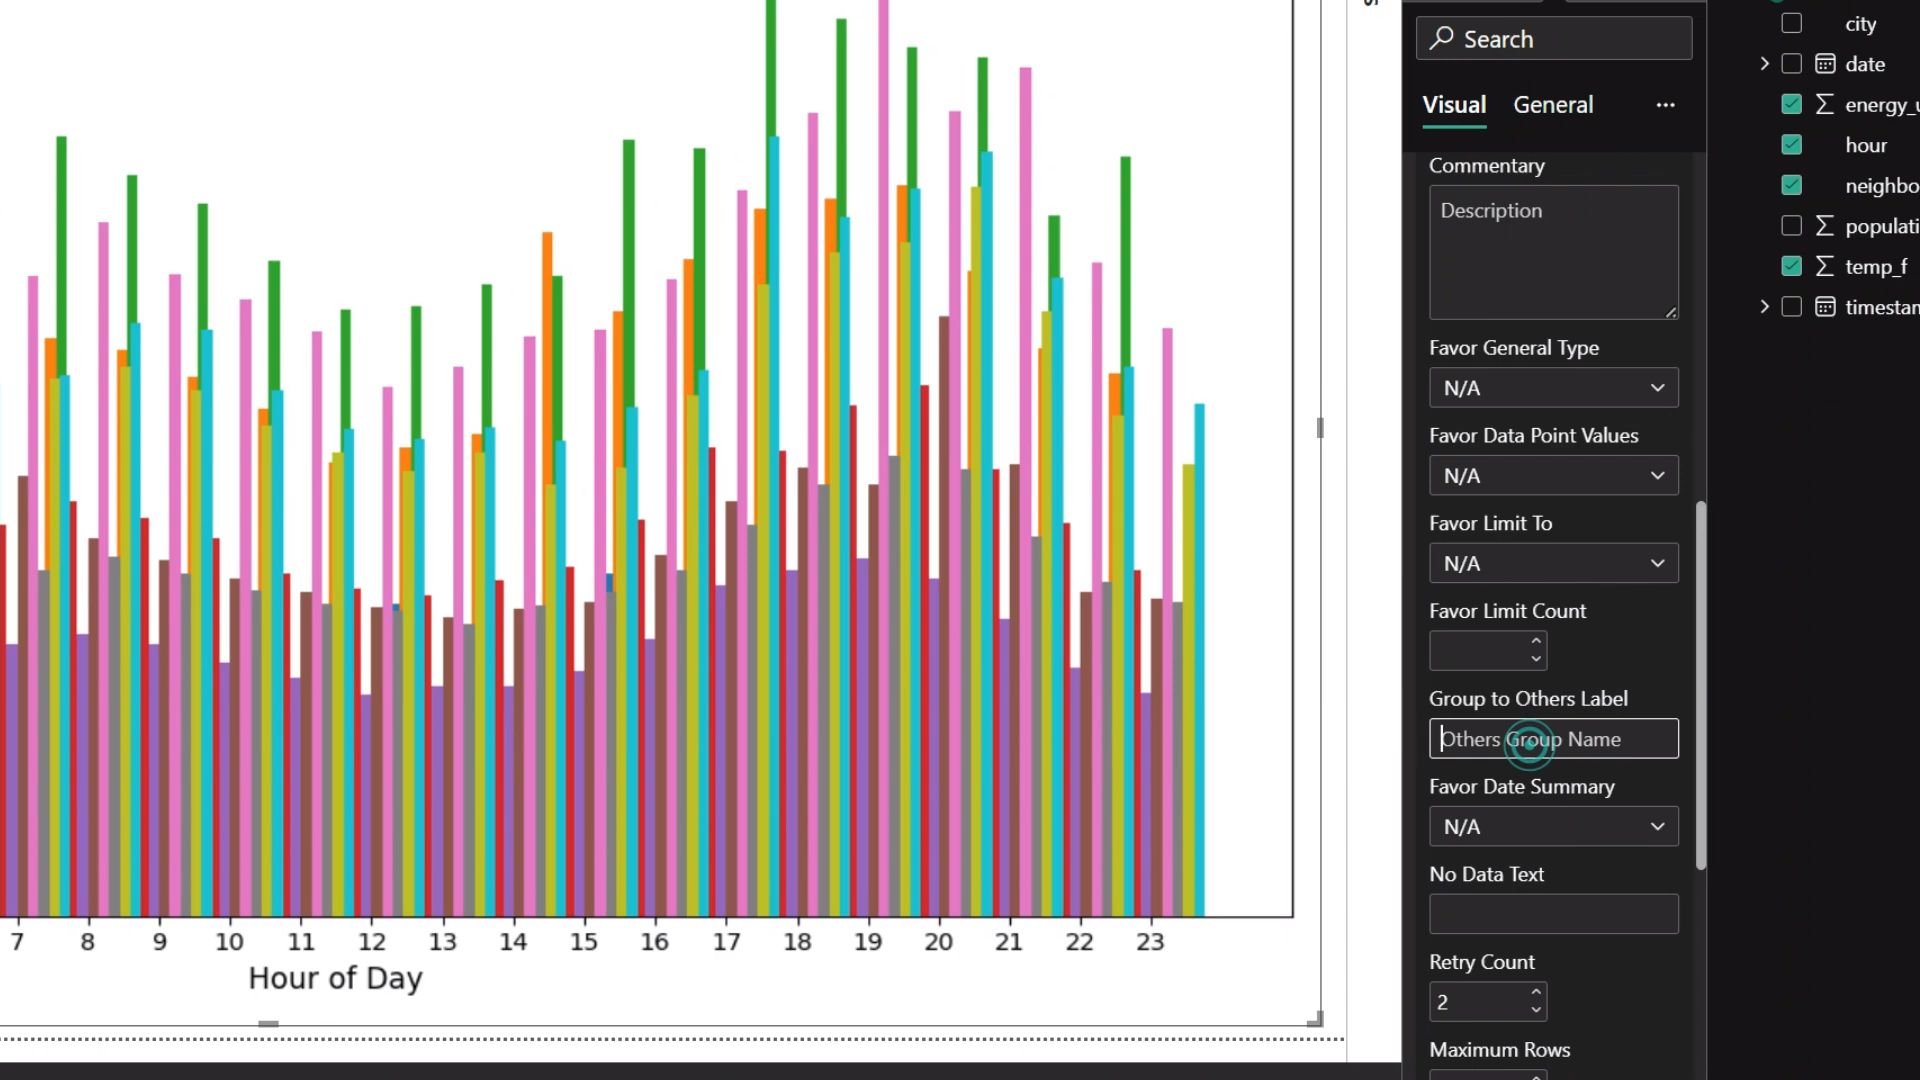 Search
Visual
General
Commentary
Description
Favor General Type
N/A
Favor Data Point Values
N/A
Favor Limit To
N/A
Favor Limit Count
Group to Others Label
Others Group Name
Favor Date Summary
N/A
No Data Text
Retry Count
2
Maximum Rows
city
date
energy_
hour
neighbo
populati
temp_f
timestan
7 8 9 10 11 12 13 14 15 16 17 18 19 20 21 22 23
Hour of Day